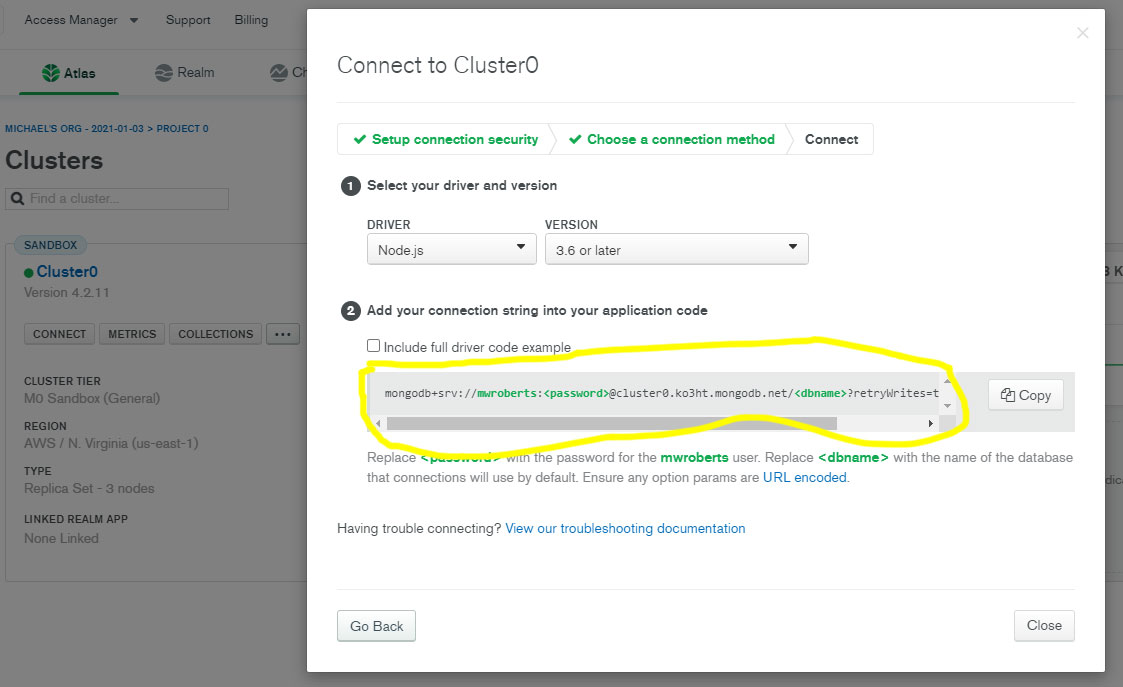 Access Manager Support Billing
Atlas Realm Ch
MICHAEL'S ORG - 2021-01-03 > PROJECT 0
Clusters
Find a cluster...
SANDBOX
Cluster0
Version 4.2.11
CONNECT METRICS COLLECTIONS ...
CLUSTER TIER
M0 Sandbox (General)
REGION
AWS / N. Virginia (us-east-1)
TYPE
Replica Set - 3 nodes
LINKED REALM APP
None Linked
Connect to Cluster0
Setup connection security Choose a connection method Connect
1 Select your driver and version
DRIVER VERSION
Node.js 3.6 or later
2 Add your connection string into your application code
Include full driver code example
mongodb+srv://mwroberts:<password>@cluster0.ko3ht.mongodb.net/<dbname>?retryWrites=t
Copy
Replace <password> with the password for the mwroberts user. Replace <dbname> with the name of the database
that connections will use by default. Ensure any option params are URL encoded.
Having trouble connecting? View our troubleshooting documentation
Go Back Close